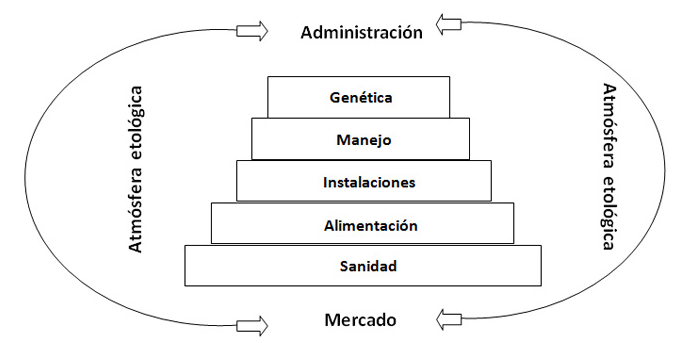 Administración
Atmósfera etológica
Atmósfera etológica
Genética
Manejo
Instalaciones
Alimentación
Sanidad
Mercado